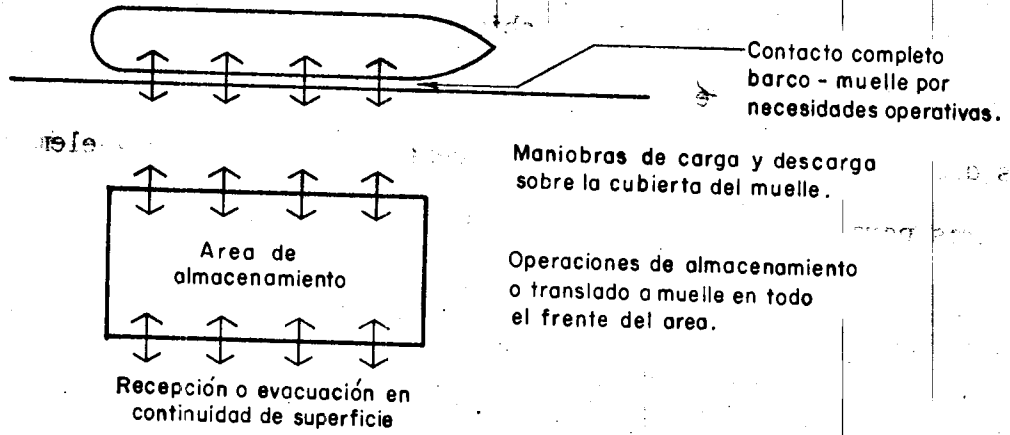 Contacto completo
barco - muelle por
necesidades operativas.
Maniobras de carga y descarga
sobre la cubierta del muelle.
Area de
almacenamiento
Operaciones de almacenamiento
o translado a muelle en todo
el frente del area.
Recepción o evacuación en
continuidad de superficie